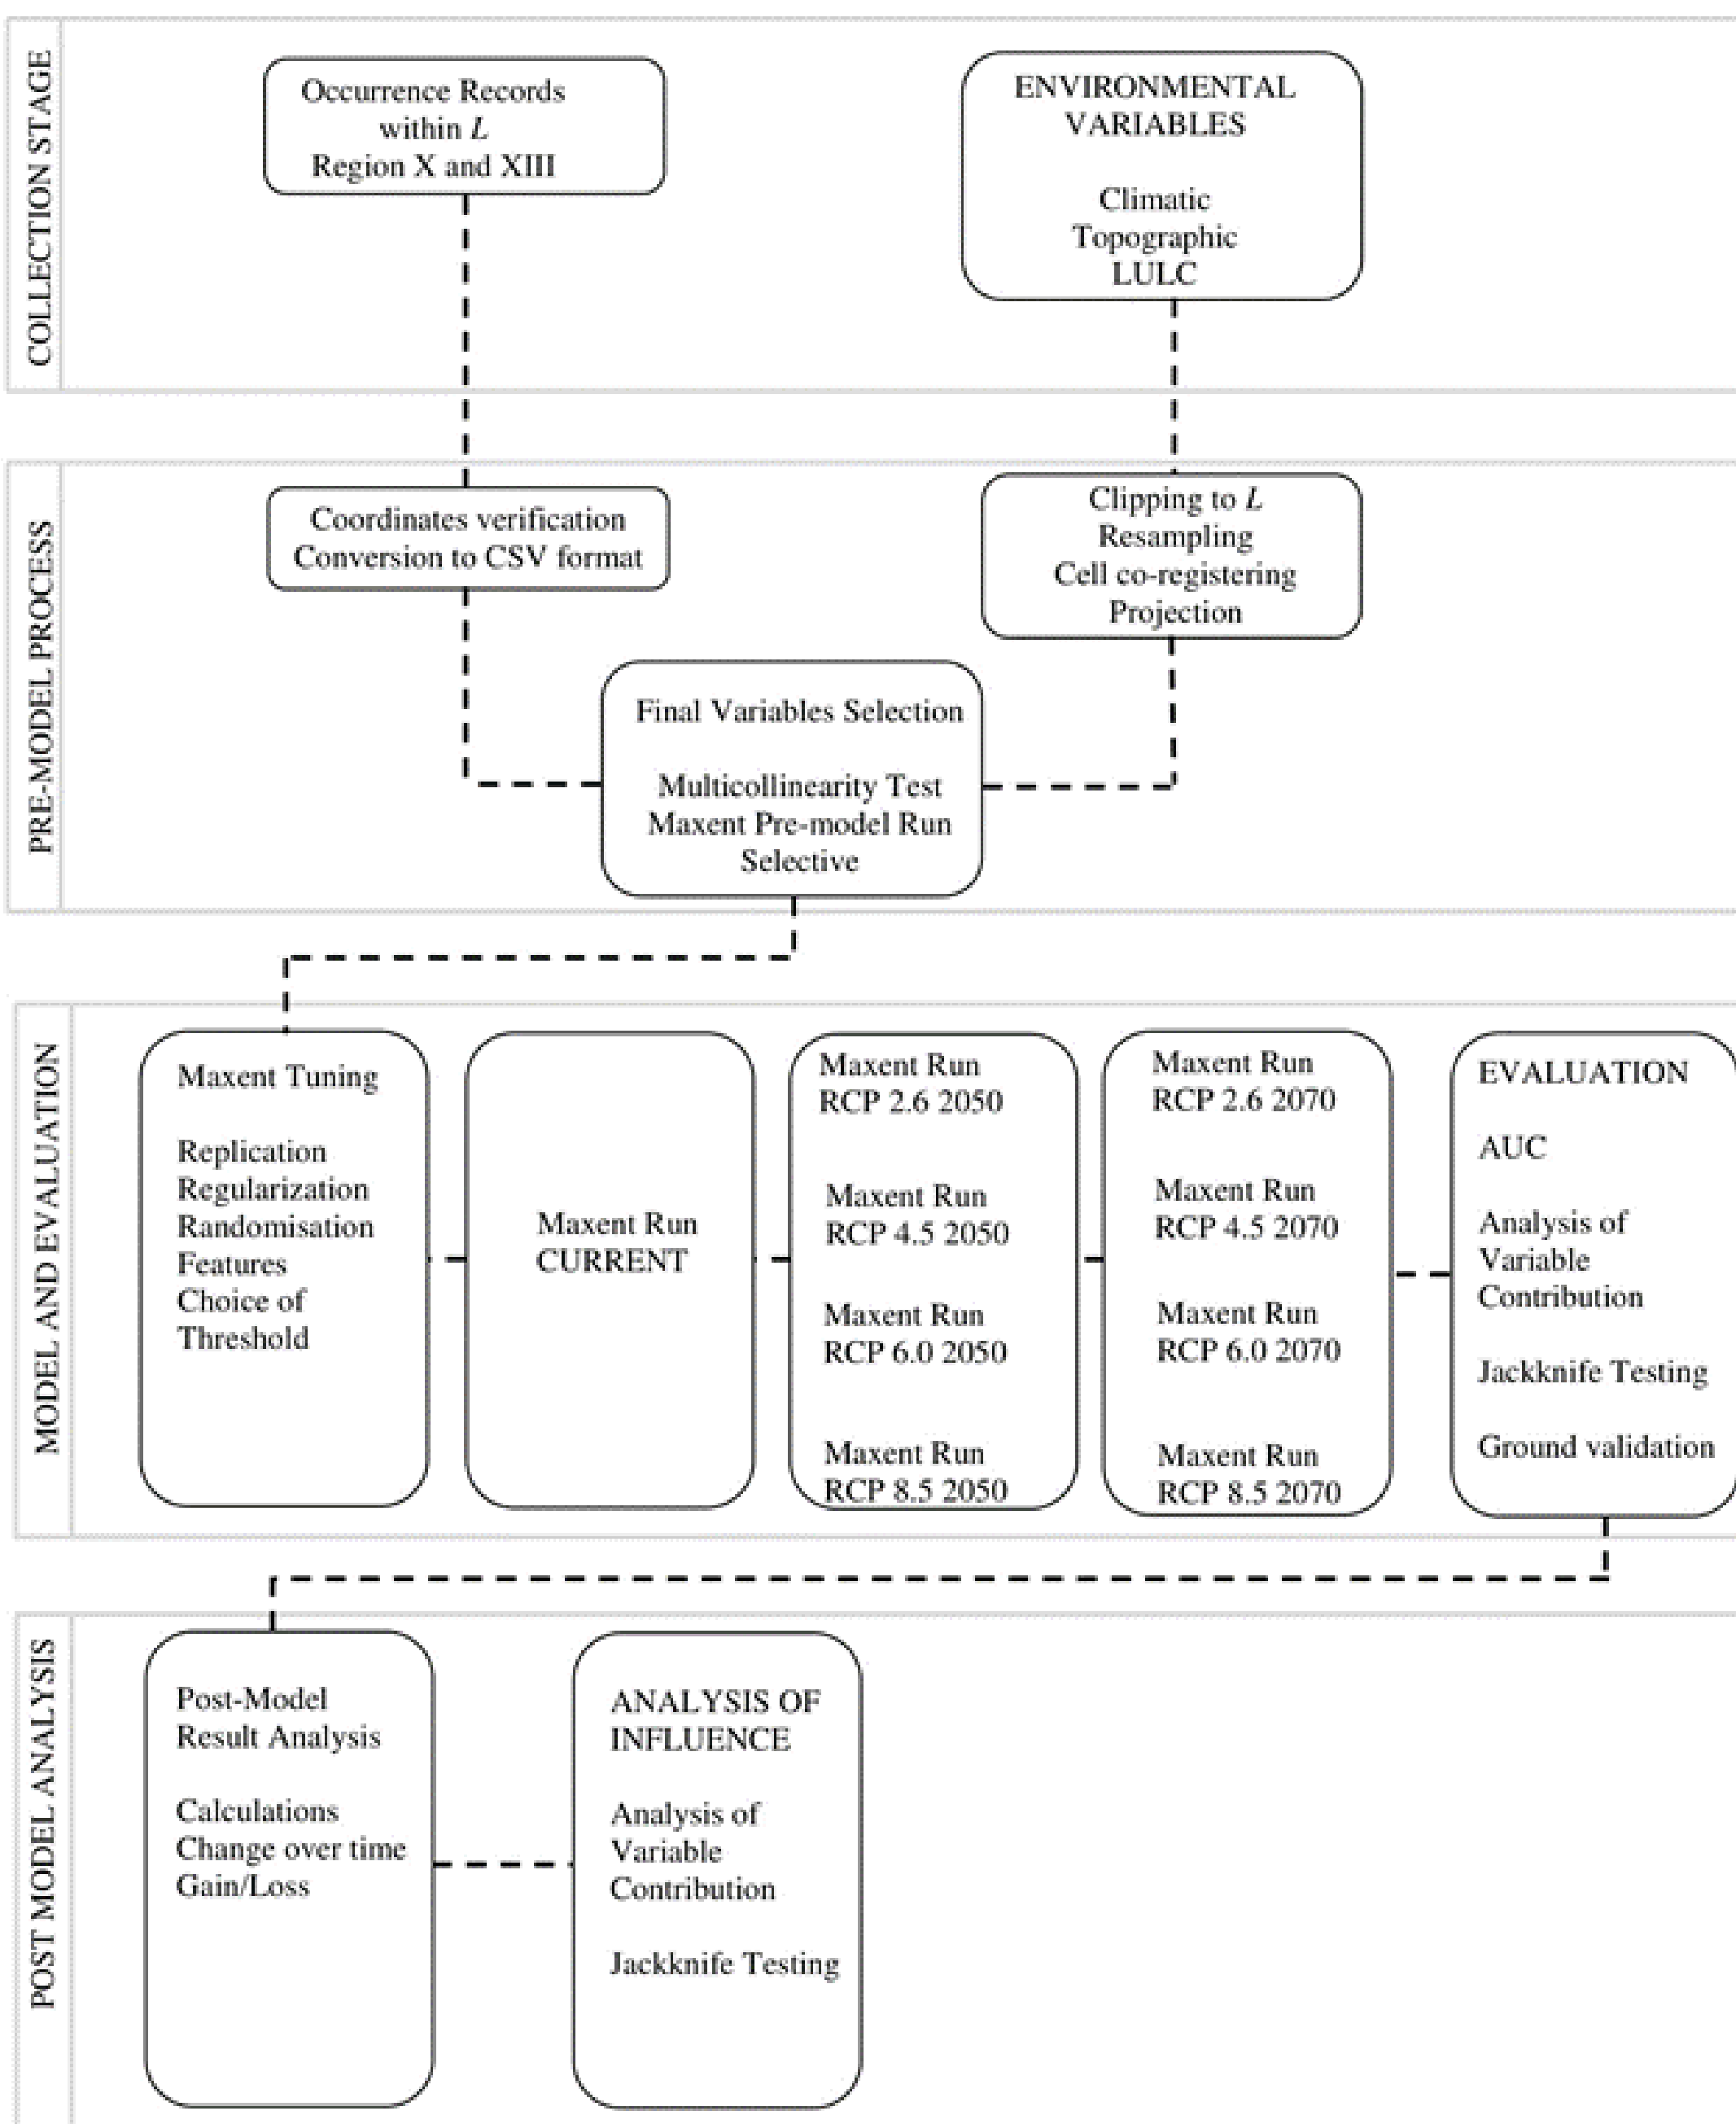 COLLECTION STAGE
Occurrence Records
within L
Region X and XIII
ENVIRONMENTAL
VARIABLES
Climatic
Topographic
LULC
PRE-MODEL PROCESS
Coordinates verification
Conversion to CSV format
Clipping to L
Resampling
Cell co-registering
Projection
Final Variables Selection
Multicollinearity Test
Maxent Pre-model Run
Selective
MODEL AND EVALUATION
Maxent Tuning
Replication
Regularization
Randomisation
Features
Choice of
Threshold
Maxent Run
CURRENT
Maxent Run
RCP 2.6 2050
Maxent Run
RCP 4.5 2050
Maxent Run
RCP 6.0 2050
Maxent Run
RCP 8.5 2050
Maxent Run
RCP 2.6 2070
Maxent Run
RCP 4.5 2070
Maxent Run
RCP 6.0 2070
Maxent Run
RCP 8.5 2070
EVALUATION
AUC
Analysis of
Variable
Contribution
Jackknife Testing
Ground validation
POST MODEL ANALYSIS
Post-Model
Result Analysis
Calculations
Change over time
Gain/Loss
ANALYSIS OF
INFLUENCE
Analysis of
Variable
Contribution
Jackknife Testing